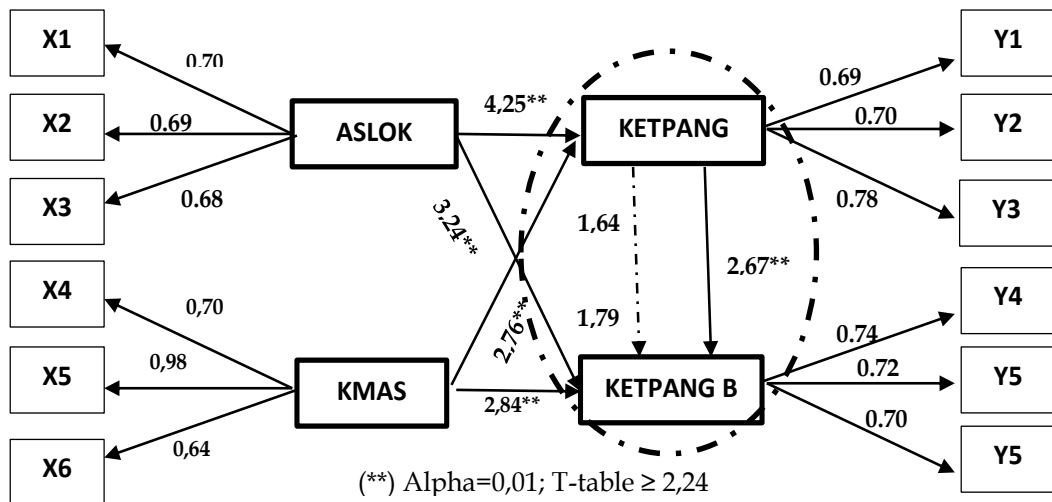 X1
0.70
X2
0.69
X3
0.68
X4
0,70
X5
0,98
X6
0,64
ASLOK
KMAS
4,25**
3,24**
2,76**
2,84**
KETPANG
1,64
1,79
2,67**
KETPANG B
0.69
Y1
0.70
Y2
0.78
Y3
0.74
Y4
0.72
Y5
0.70
Y5
(**) Alpha=0,01; T-table ≥ 2,24